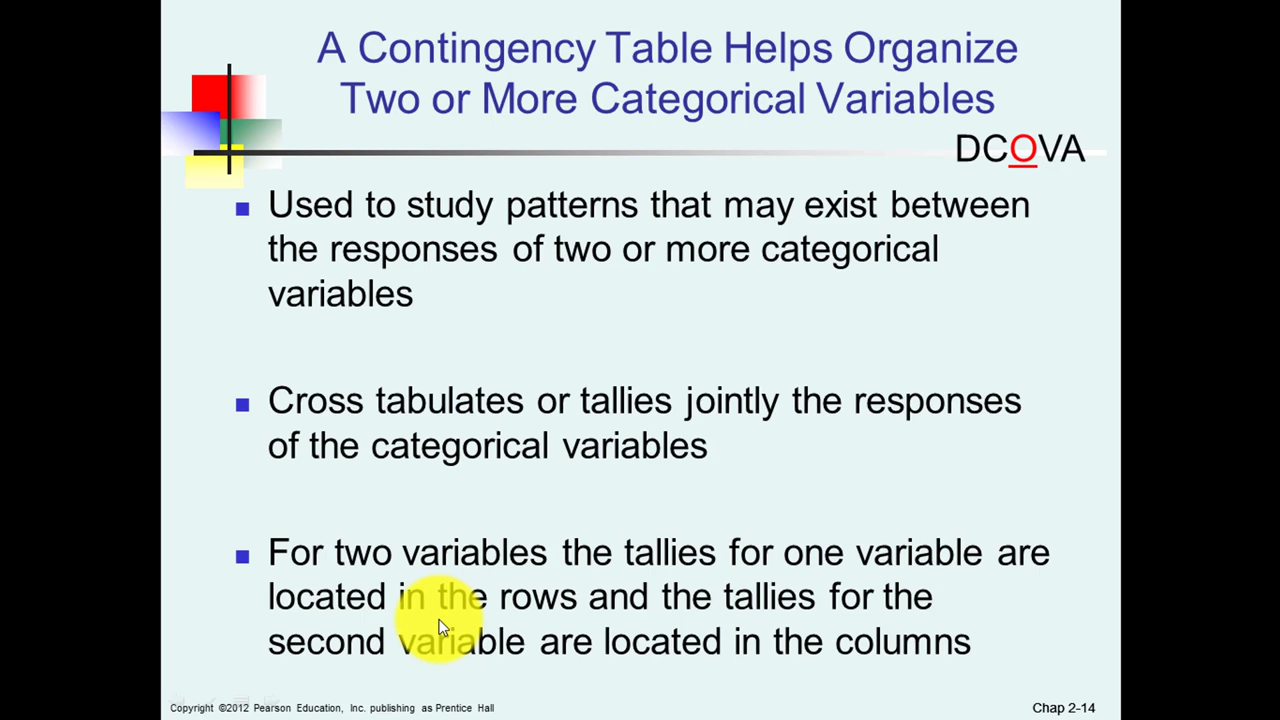 A Contingency Table Helps Organize
Two or More Categorical Variables
DCOVA
Used to study patterns that may exist between
the responses of two or more categorical
variables
Cross tabulates or tallies jointly the responses
of the categorical variables
For two variables the tallies for one variable are
located in the rows and the tallies for the
second variable are located in the columns
Copyright ©2012 Pearson Education, Inc. publishing as Prentice Hall
Chap 2-14